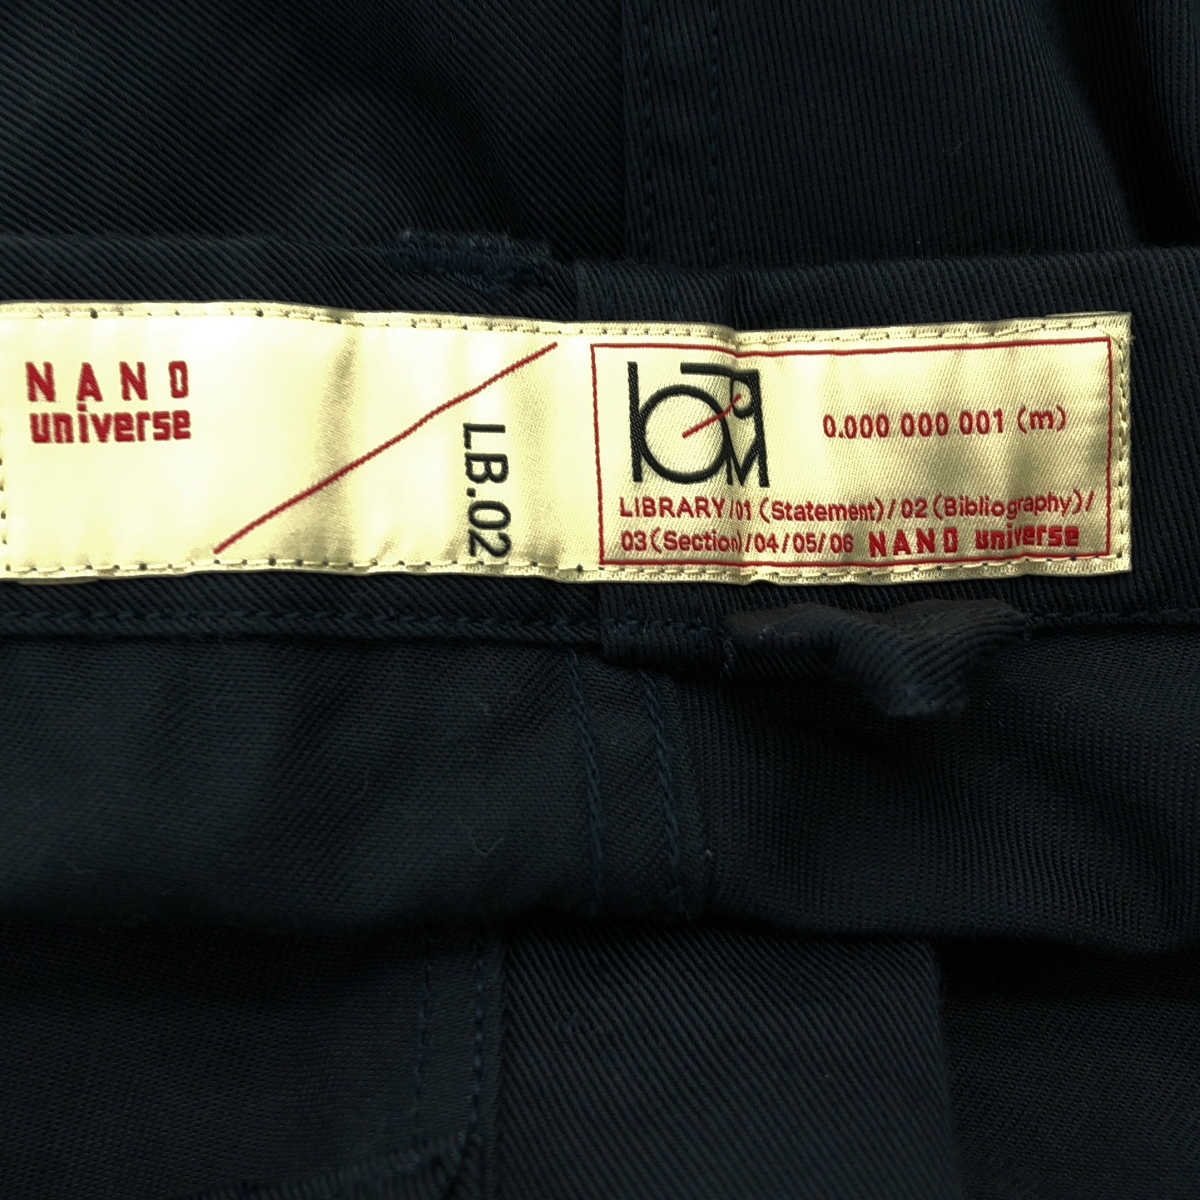 NANO
universe
LB.02
0.000 000 001 (m)
LIBRARY/01 (Statement)/02 (Bibliography)/
03 (Section)/04/05/06 NANO universe